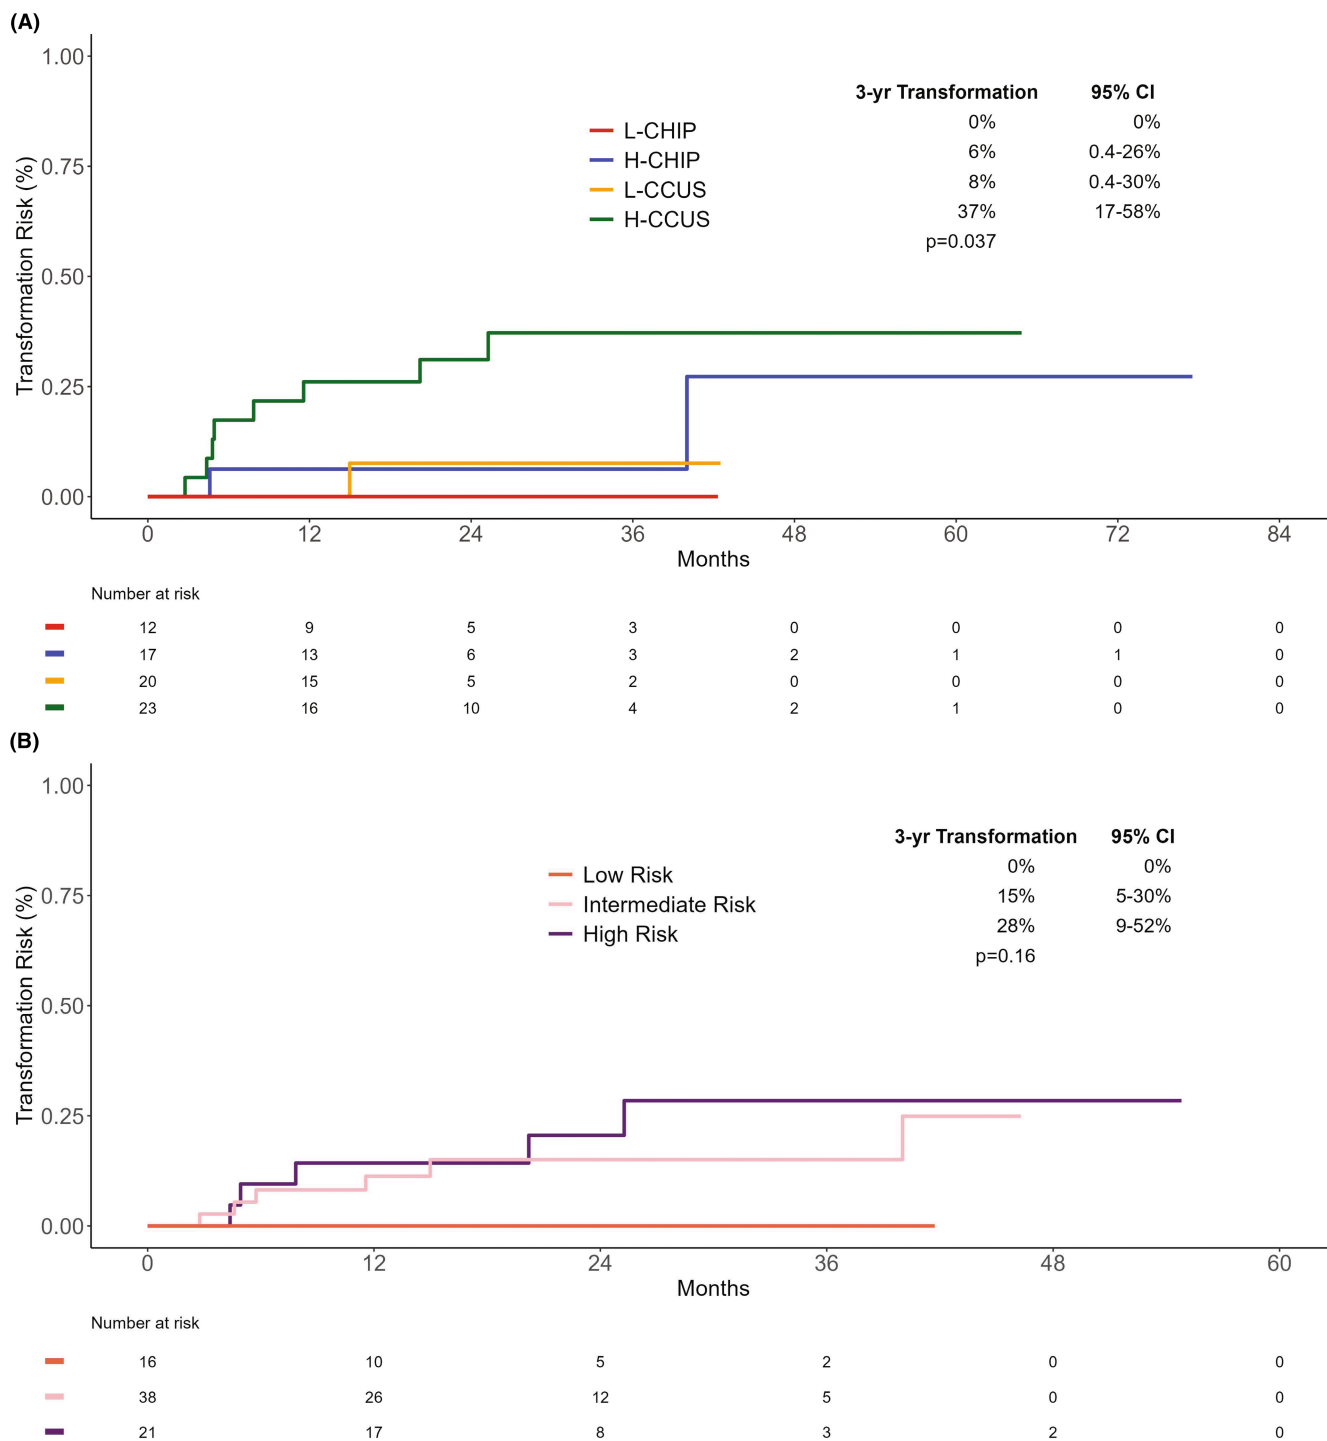 (A)
1.00
0.75
0.50
0.25
0.00
Transformation Risk (%)
3-yr Transformation 95% CI
L-CHIP 0% 0%
H-CHIP 6% 0.4-26%
L-CCUS 8% 0.4-30%
H-CCUS 37% 17-58%
p=0.037
0 12 24 36 48 60 72 84
Months
Number at risk
12 9 5 3 0 0 0 0
17 13 6 3 2 1 1 0
20 15 5 2 0 0 0 0
23 16 10 4 2 1 0 0
(B)
1.00
0.75
0.50
0.25
0.00
Transformation Risk (%)
3-yr Transformation 95% CI
Low Risk 0% 0%
Intermediate Risk 15% 5-30%
High Risk 28% 9-52%
p=0.16
0 12 24 36 48 60
Months
Number at risk
16 10 5 2 0 0
38 26 12 5 0 0
21 17 8 3 2 0